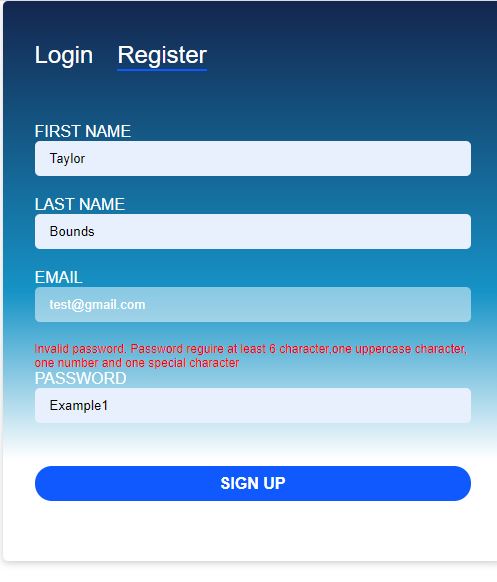 Login Register
FIRST NAME
Taylor
LAST NAME
Bounds
EMAIL
test@gmail.com
Invalid password. Password reguire at least 6 character,one uppercase character,
one number and one special character
PASSWORD
Example1
SIGN UP